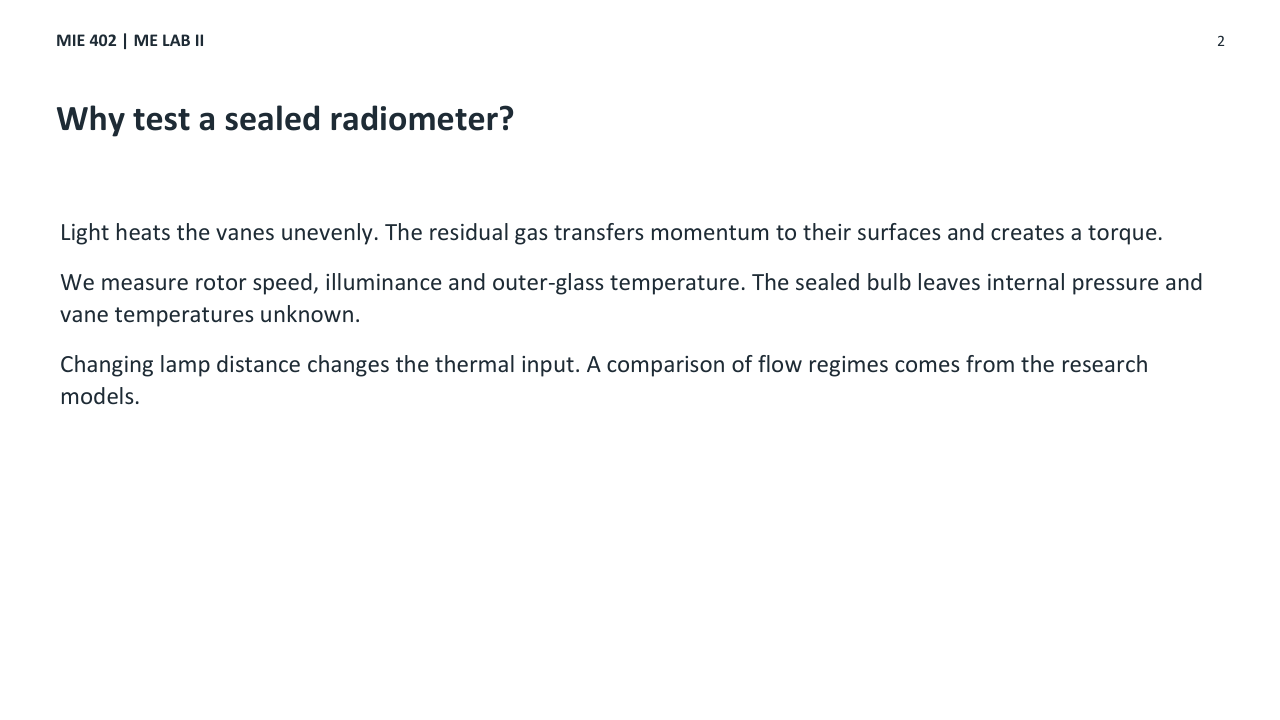 MIE 402 | ME LAB II
2
Why test a sealed radiometer?
Light heats the vanes unevenly. The residual gas transfers momentum to their surfaces and creates a torque.
We measure rotor speed, illuminance and outer-glass temperature. The sealed bulb leaves internal pressure and
vane temperatures unknown.
Changing lamp distance changes the thermal input. A comparison of flow regimes comes from the research
models.